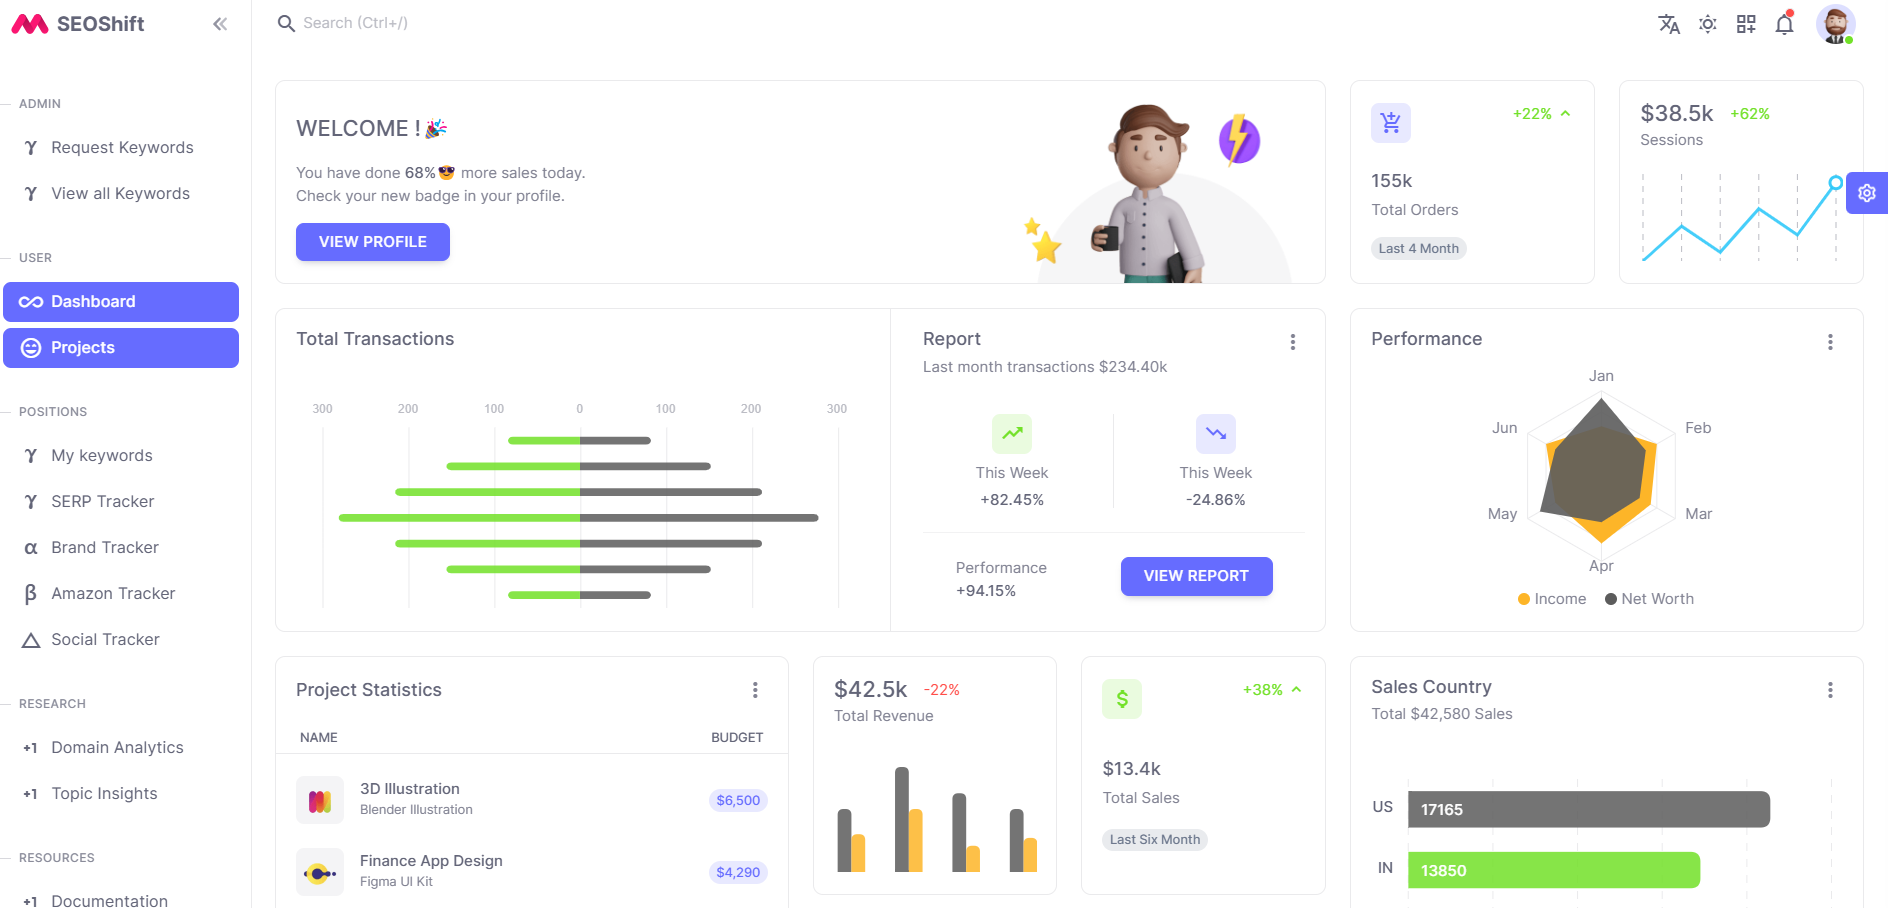 SEOShift
Search (Ctrl+/)
ADMIN
Request Keywords
View all Keywords
USER
Dashboard
Projects
POSITIONS
γ My keywords
γ SERP Tracker
α Brand Tracker
β Amazon Tracker
Social Tracker
RESEARCH
+1 Domain Analytics
+1 Topic Insights
RESOURCES
+1 Documentation
WELCOME ! 🎉
You have done 68% 😎 more sales today.
Check your new badge in your profile.
VIEW PROFILE
+22%
155k
Total Orders
Last 4 Month
$38.5k +62%
Sessions
Total Transactions
300 200 100 0 100 200 300
Report
Last month transactions $234.40k
This Week
+82.45%
This Week
-24.86%
Performance
+94.15%
VIEW REPORT
Performance
Jan
Feb
Mar
Apr
May
Jun
Income Net Worth
Project Statistics
NAME BUDGET
3D Illustration
Blender Illustration
$6,500
Finance App Design
Figma UI Kit
$4,290
$42.5k -22%
Total Revenue
$ +38%
$13.4k
Total Sales
Last Six Month
Sales Country
Total $42,580 Sales
US 17165
IN 13850